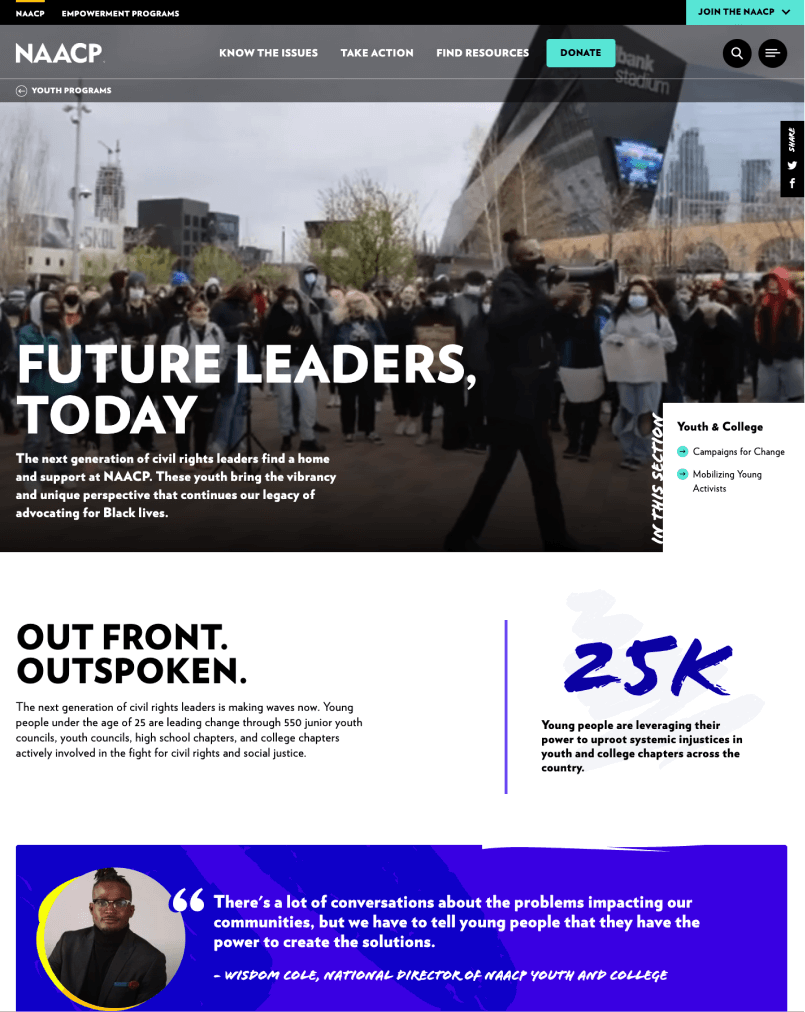 NAACP EMPOWERMENT PROGRAMS JOIN THE NAACP
NAACP KNOW THE ISSUES TAKE ACTION FIND RESOURCES DONATE
YOUTH PROGRAMS
bank
stadium
SHARE
SKOL
FUTURE LEADERS,
TODAY
The next generation of civil rights leaders find a home
and support at NAACP. These youth bring the vibrancy
and unique perspective that continues our legacy of
advocating for Black lives.
IN THIS SECTION
Youth & College
Campaigns for Change
Mobilizing Young
Activists
OUT FRONT.
OUTSPOKEN.
The next generation of civil rights leaders is making waves now. Young
people under the age of 25 are leading change through 550 junior youth
councils, youth councils, high school chapters, and college chapters
actively involved in the fight for civil rights and social justice.
25K
Young people are leveraging their
power to uproot systemic injustices in
youth and college chapters across the
country.
“ There's a lot of conversations about the problems impacting our
communities, but we have to tell young people that they have the
power to create the solutions.
- WISDOM COLE, NATIONAL DIRECTOR OF NAACP YOUTH AND COLLEGE